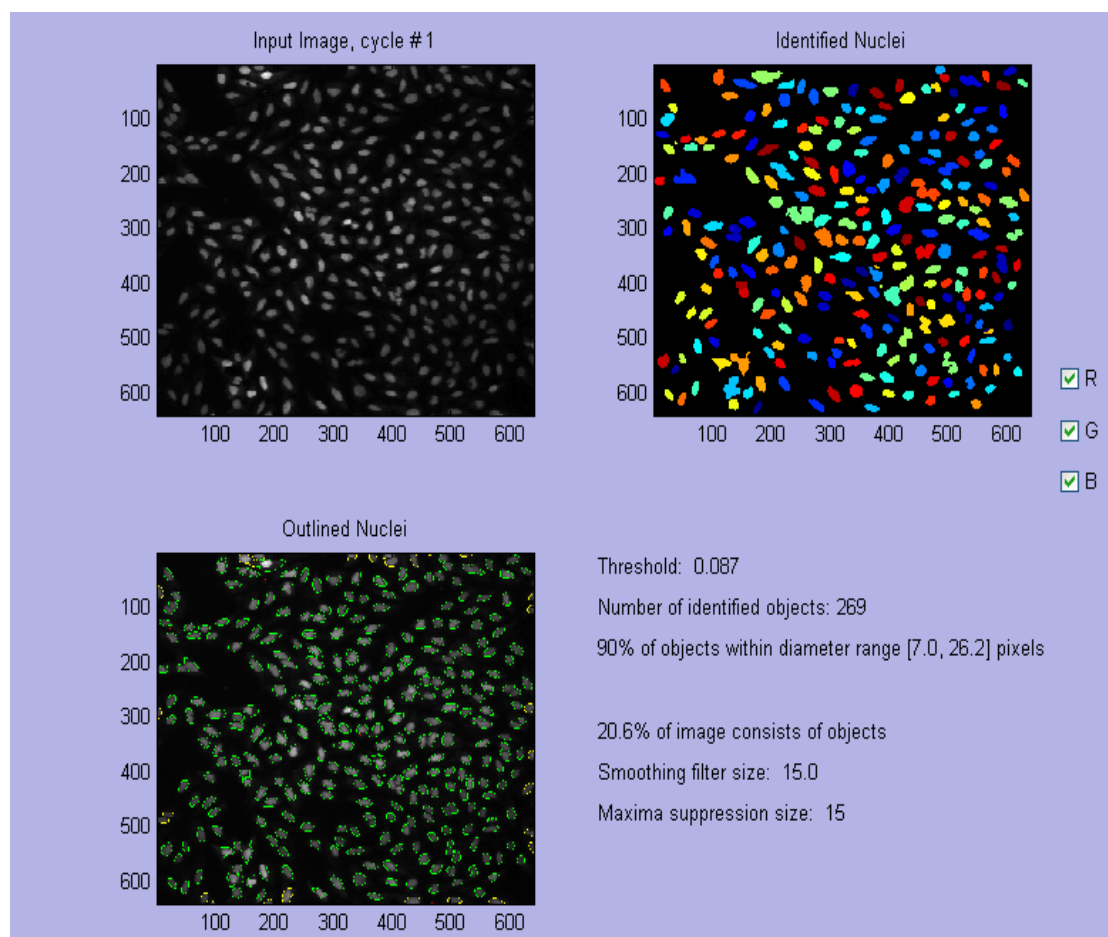 Input Image, cycle #1
Identified Nuclei
100
200
300
400
500
600
100 200 300 400 500 600
100
200
300
400
500
600
100 200 300 400 500 600
R
G
B
Outlined Nuclei
100
200
300
400
500
600
100 200 300 400 500 600
Threshold: 0.087
Number of identified objects: 269
90% of objects within diameter range [7.0, 26.2] pixels
20.6% of image consists of objects
Smoothing filter size: 15.0
Maxima suppression size: 15